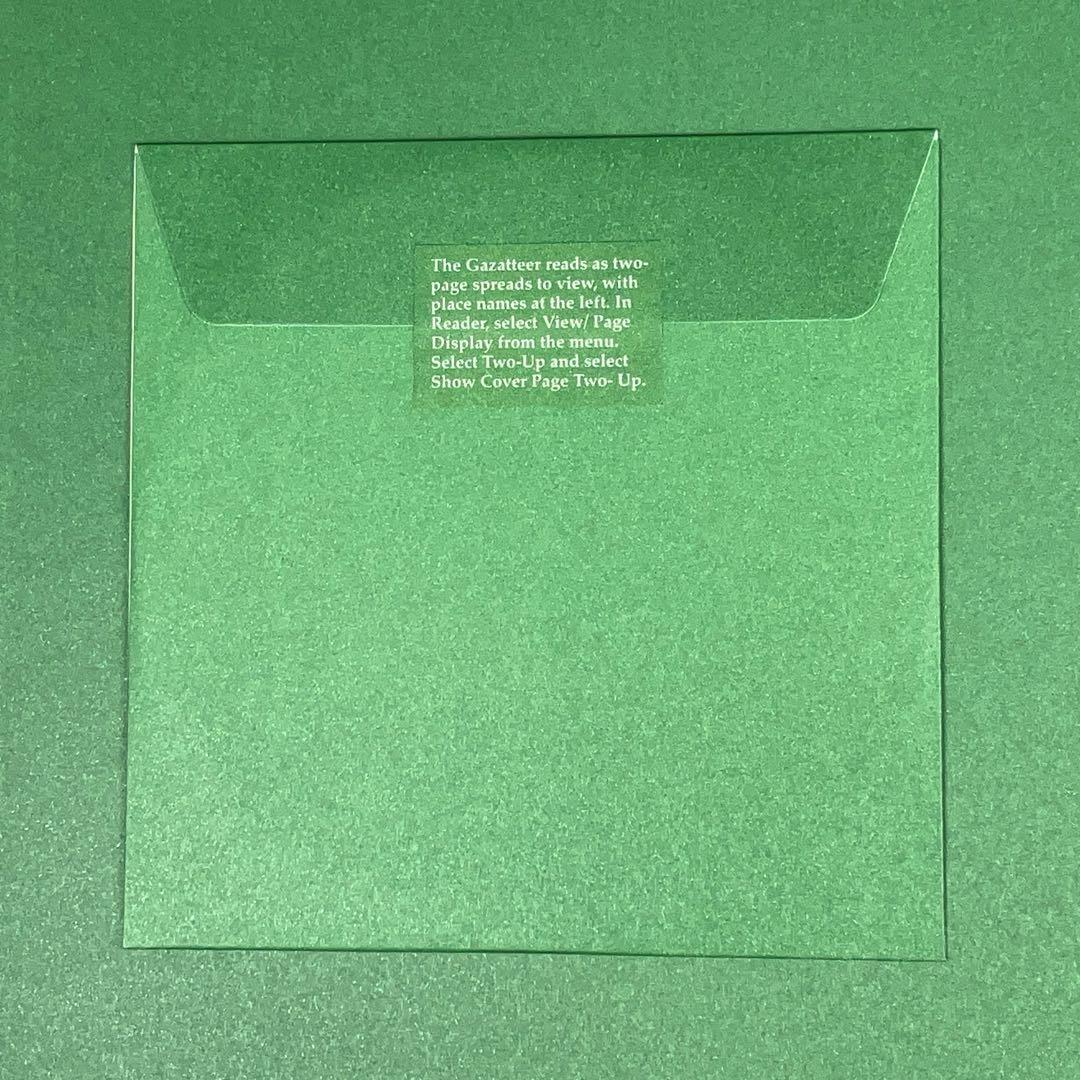 The Gazatteer reads as two-
page spreads to view, with
place names at the left. In
Reader, select View/ Page
Display from the menu.
Select Two-Up and select
Show Cover Page Two- Up.